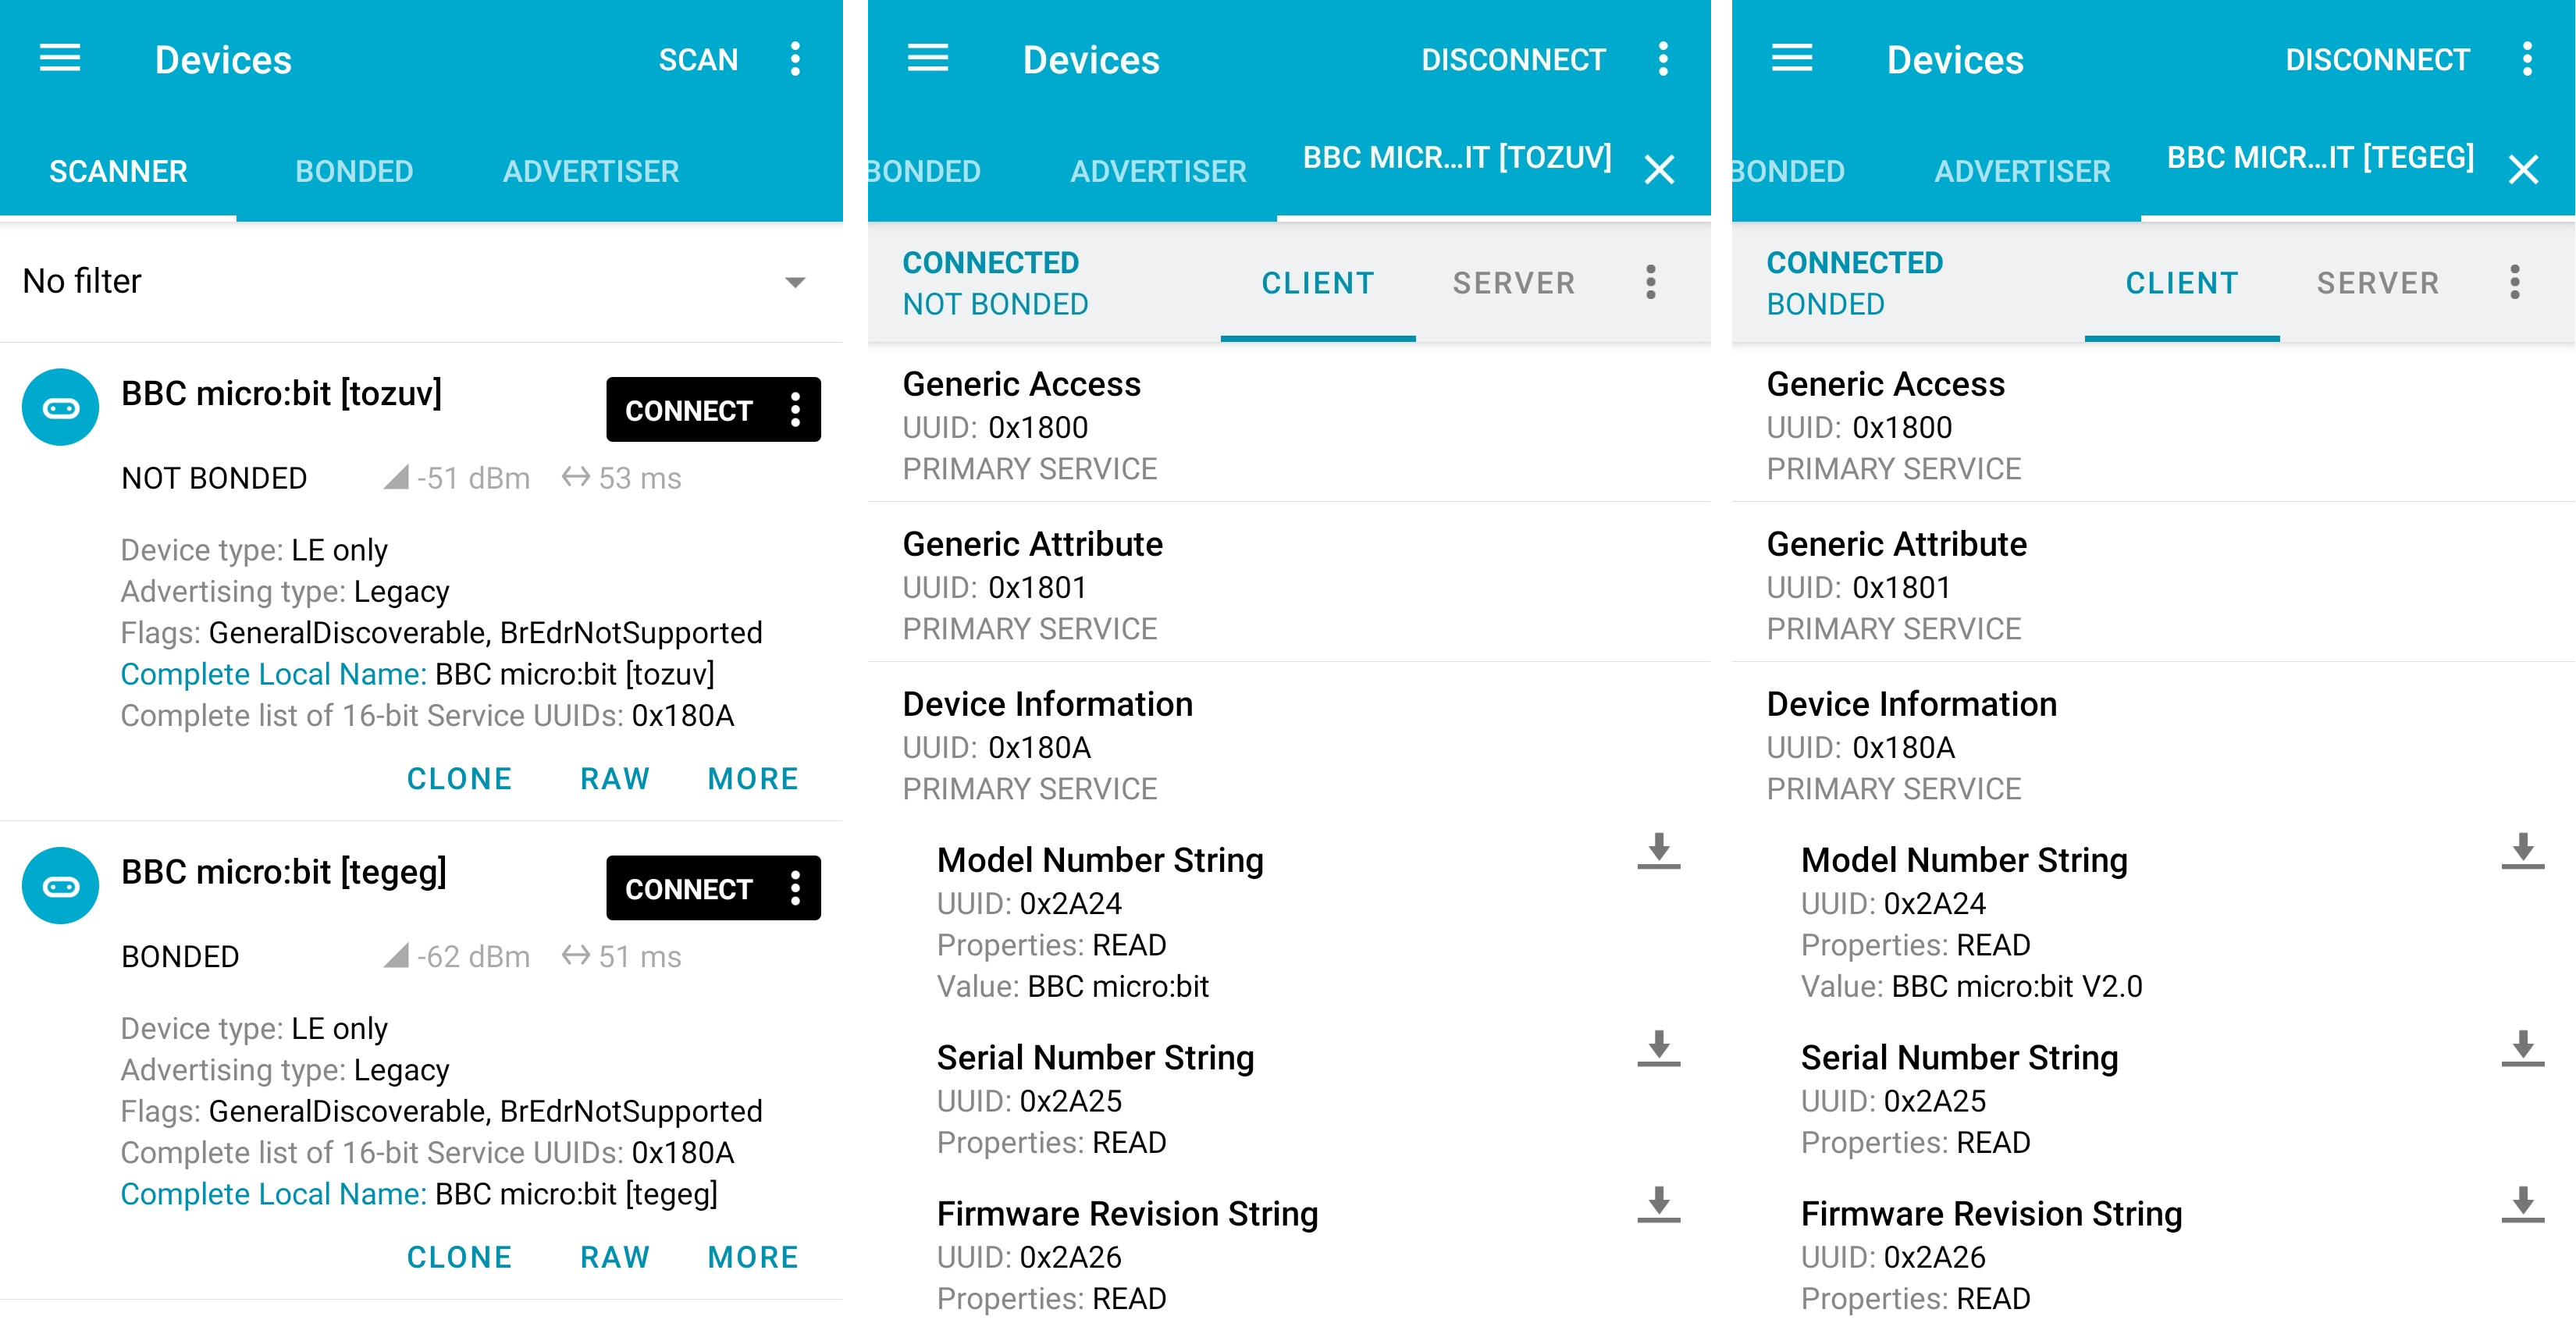 Devices
SCAN
SCANNER
BONDED
ADVERTISER
No filter
BBC micro:bit [tozuv]
CONNECT
NOT BONDED
-51 dBm
53 ms
Device type: LE only
Advertising type: Legacy
Flags: GeneralDiscoverable, BrEdrNotSupported
Complete Local Name: BBC micro:bit [tozuv]
Complete list of 16-bit Service UUIDs: 0x180A
CLONE
RAW
MORE
BBC micro:bit [tegeg]
CONNECT
BONDED
-62 dBm
51 ms
Device type: LE only
Advertising type: Legacy
Flags: GeneralDiscoverable, BrEdrNotSupported
Complete list of 16-bit Service UUIDs: 0x180A
Complete Local Name: BBC micro:bit [tegeg]
CLONE
RAW
MORE
Devices
DISCONNECT
BONDED
ADVERTISER
BBC MICR...IT [TOZUV]
CONNECTED
NOT BONDED
CLIENT
SERVER
Generic Access
UUID: 0x1800
PRIMARY SERVICE
Generic Attribute
UUID: 0x1801
PRIMARY SERVICE
Device Information
UUID: 0x180A
PRIMARY SERVICE
Model Number String
UUID: 0x2A24
Properties: READ
Value: BBC micro:bit
Serial Number String
UUID: 0x2A25
Properties: READ
Firmware Revision String
UUID: 0x2A26
Properties: READ
Devices
DISCONNECT
BONDED
ADVERTISER
BBC MICR...IT [TEGEG]
CONNECTED
BONDED
CLIENT
SERVER
Generic Access
UUID: 0x1800
PRIMARY SERVICE
Generic Attribute
UUID: 0x1801
PRIMARY SERVICE
Device Information
UUID: 0x180A
PRIMARY SERVICE
Model Number String
UUID: 0x2A24
Properties: READ
Value: BBC micro:bit V2.0
Serial Number String
UUID: 0x2A25
Properties: READ
Firmware Revision String
UUID: 0x2A26
Properties: READ